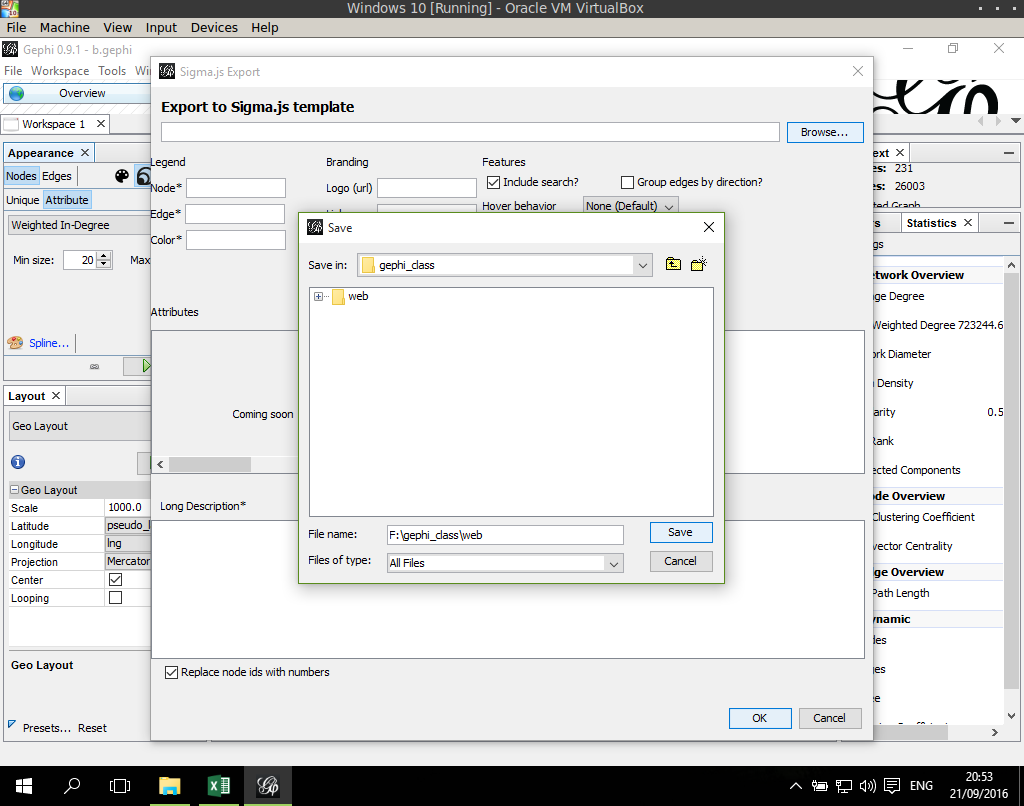 Windows 10 [Running] - Oracle VM VirtualBox
File Machine View Input Devices Help
Gephi 0.9.1 - b.gephi
File Workspace Tools Wi
Overview
Workspace 1
Appearance
Nodes Edges
Unique Attribute
Weighted In-Degree
Min size: 20 Max
Spline...
Layout
Geo Layout
Geo Layout
Scale 1000.0
Latitude pseudo_l
Longitude lng
Projection Mercator
Center
Looping
Geo Layout
Presets... Reset
Sigma.js Export
Export to Sigma.js template
Browse...
Legend Branding Features
Node* Logo (url) Include search? Group edges by direction?
Edge* Hover behavior None (Default)
Color*
Attributes
Coming soon
Long Description*
Replace node ids with numbers
OK Cancel
Save
Save in: gephi_class
web
File name: F:\gephi_class\web Save
Files of type: All Files Cancel
ext
es: 231
es: 26003
ted Graph
rs Statistics
gs
twork Overview
ge Degree
Weighted Degree 723244.6
rk Diameter
Density
arity 0.5
Rank
ected Components
de Overview
Clustering Coefficient
vector Centrality
ge Overview
Path Length
namic
des
ges
ee
ENG
20:53
21/09/2016